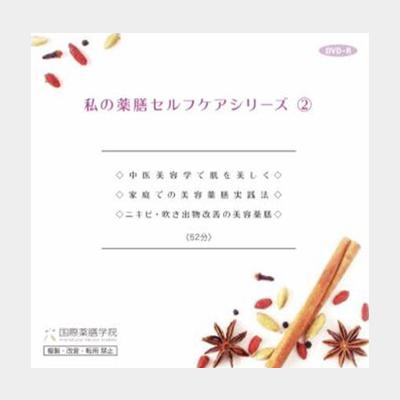 DVD-R
私の薬膳セルフケアシリーズ ②
◇中医美容学で肌を美しく◇
◇家庭での美容薬膳実践法◇
◇ニキビ・吹き出物改善の美容薬膳◇
(52分)
国際薬膳学院
複製・改変・転用 禁止